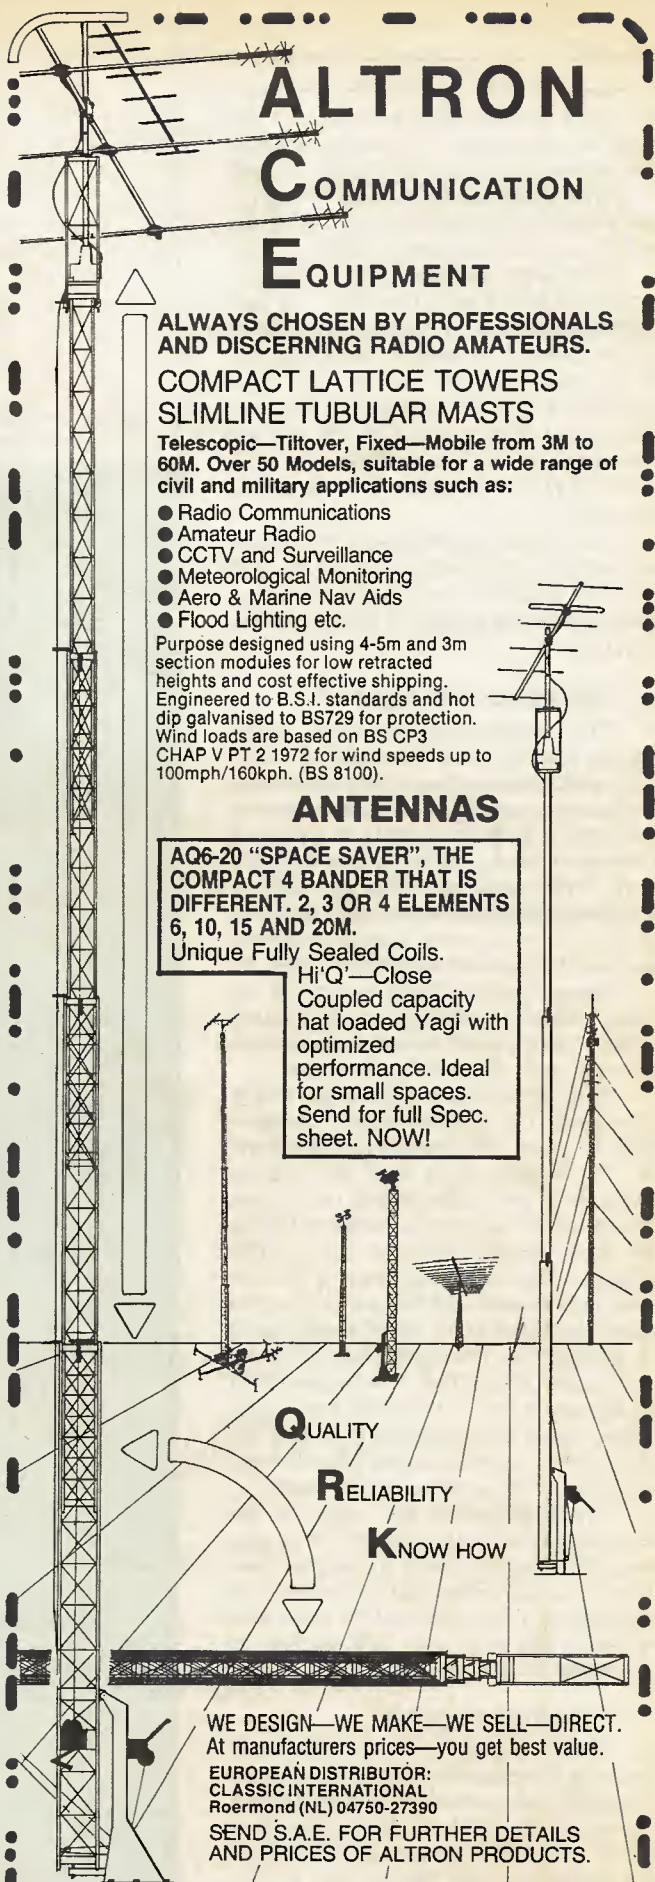 ALTRON
COMMUNICATION
EQUIPMENT
ALWAYS CHOSEN BY PROFESSIONALS
AND DISCERNING RADIO AMATEURS.
COMPACT LATTICE TOWERS
SLIMLINE TUBULAR MASTS
Telescopic—Tiltover, Fixed—Mobile from 3M to
60M. Over 50 Models, suitable for a wide range of
civil and military applications such as:
● Radio Communications
● Amateur Radio
● CCTV and Surveillance
● Meteorological Monitoring
● Aero & Marine Nav Aids
● Flood Lighting etc.
Purpose designed using 4-5m and 3m
section modules for low retracted
heights and cost effective shipping.
Engineered to B.S.I. standards and hot
dip galvanised to BS729 for protection.
Wind loads are based on BS CP3
CHAP V PT 2 1972 for wind speeds up to
100mph/160kph. (BS 8100).
ANTENNAS
AQ6-20 “SPACE SAVER”, THE
COMPACT 4 BANDER THAT IS
DIFFERENT. 2, 3 OR 4 ELEMENTS
6, 10, 15 AND 20M.
Unique Fully Sealed Coils.
Hi‘Q’—Close
Coupled capacity
hat loaded Yagi with
optimized
performance. Ideal
for small spaces.
Send for full Spec.
sheet. NOW!
QUALITY
RELIABILITY
KNOW HOW
WE DESIGN—WE MAKE—WE SELL—DIRECT.
At manufacturers prices—you get best value.
EUROPEAN DISTRIBUTOR:
CLASSIC INTERNATIONAL
Roermond (NL) 04750-27390
SEND S.A.E. FOR FURTHER DETAILS
AND PRICES OF ALTRON PRODUCTS.